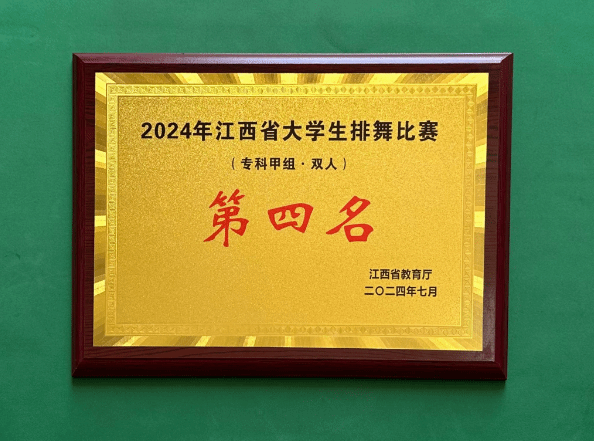 2024年江西省大学生排舞比赛
（专科甲组·双人）
第四名
江西省教育厅
二〇二四年七月